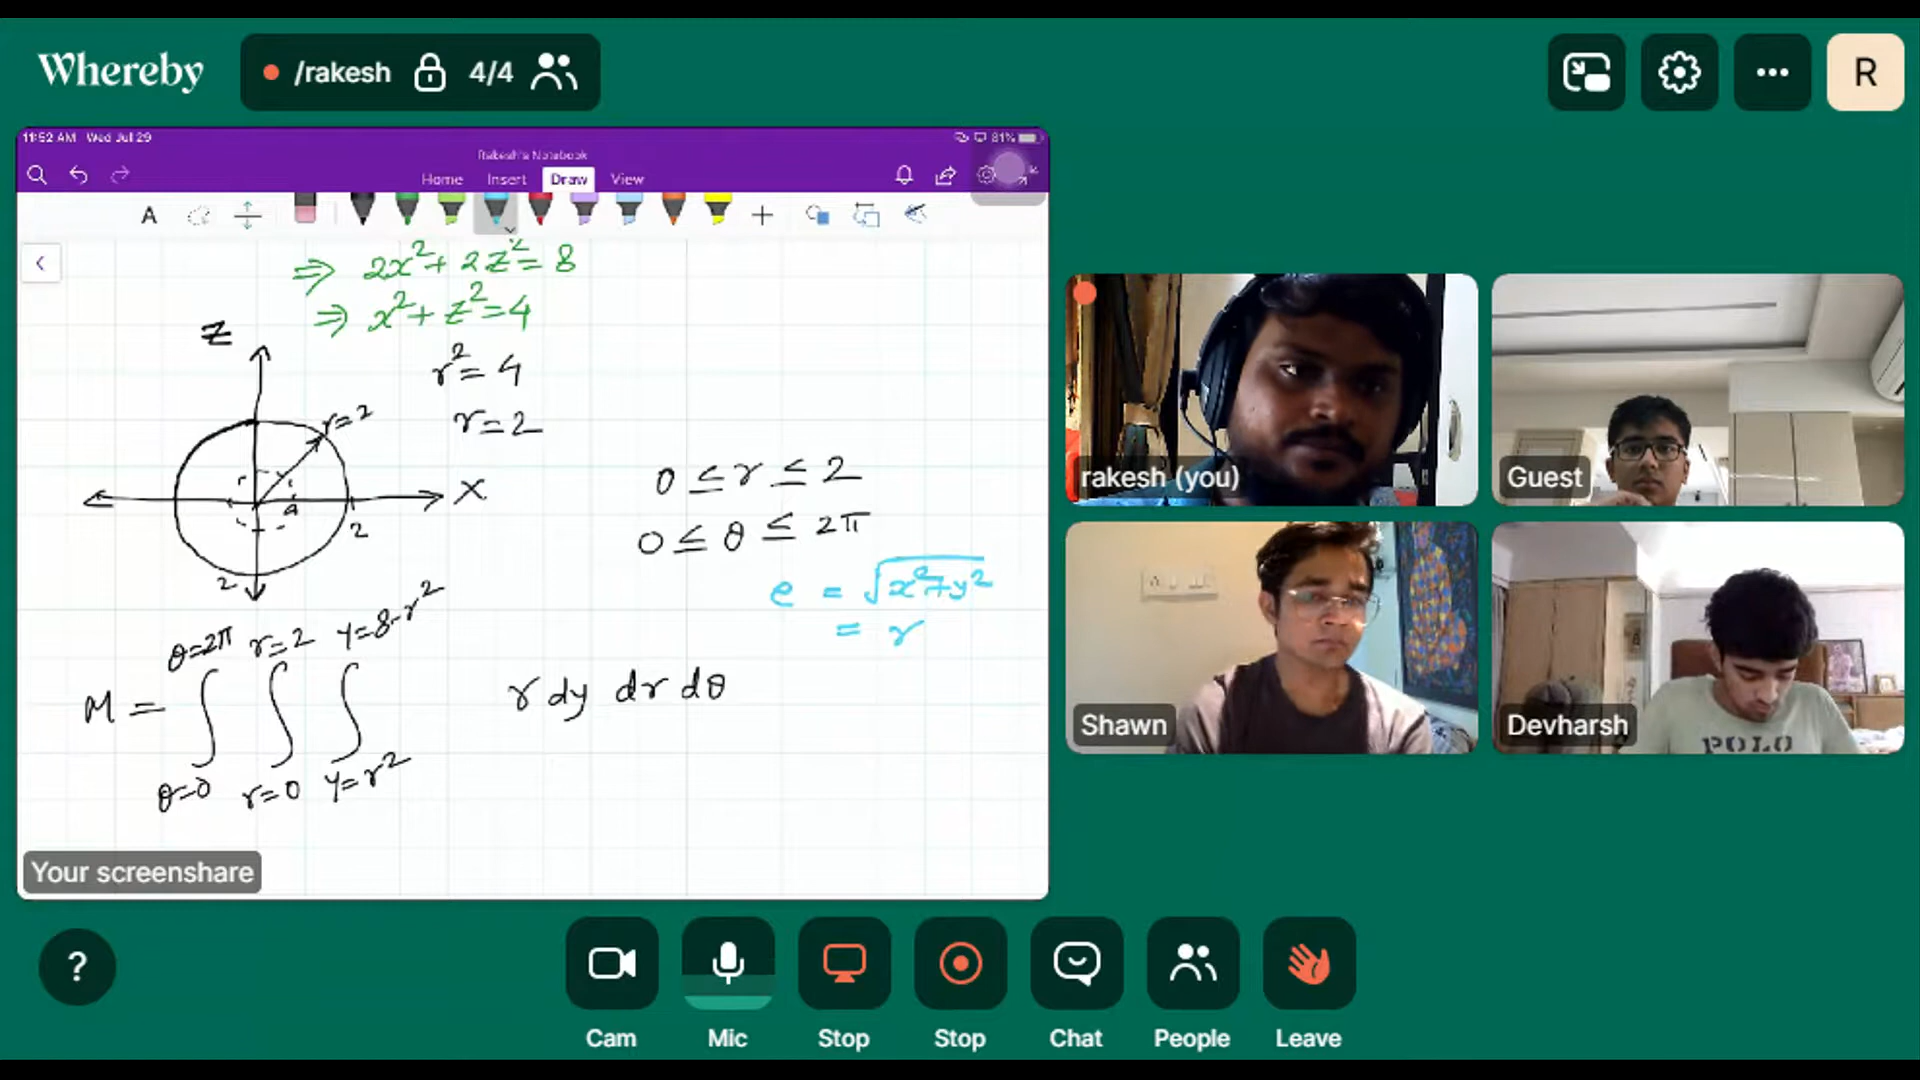 Whereby
/rakesh 4/4
R
11:52 AM Wed Jul 29
81%
Rakesh's Notebook
Home Insert Draw View
A
⇒ 2x²+ 2z²= 8
⇒ x²+ z²=4
Z
r²= 4
r=2
r=2
X
2
2
0 ≤ r ≤ 2
0 ≤ θ ≤ 2π
e = √x²+y²
= r
θ=2π r=2 y=8-r²
M = ∫ ∫ ∫ r dy dr dθ
θ=0 r=0 y=r²
Your screenshare
rakesh (you)
Guest
Shawn
Devharsh
POLO
?
Cam
Mic
Stop
Stop
Chat
People
Leave